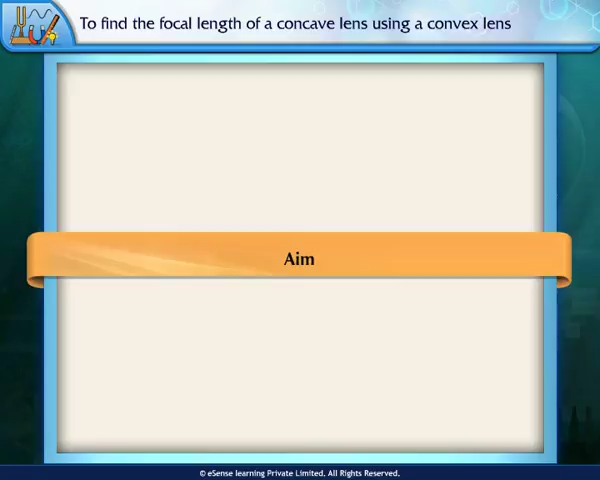 To find the focal length of a concave lens using a convex lens
Aim
© eSense learning Private Limited. All Rights Reserved.